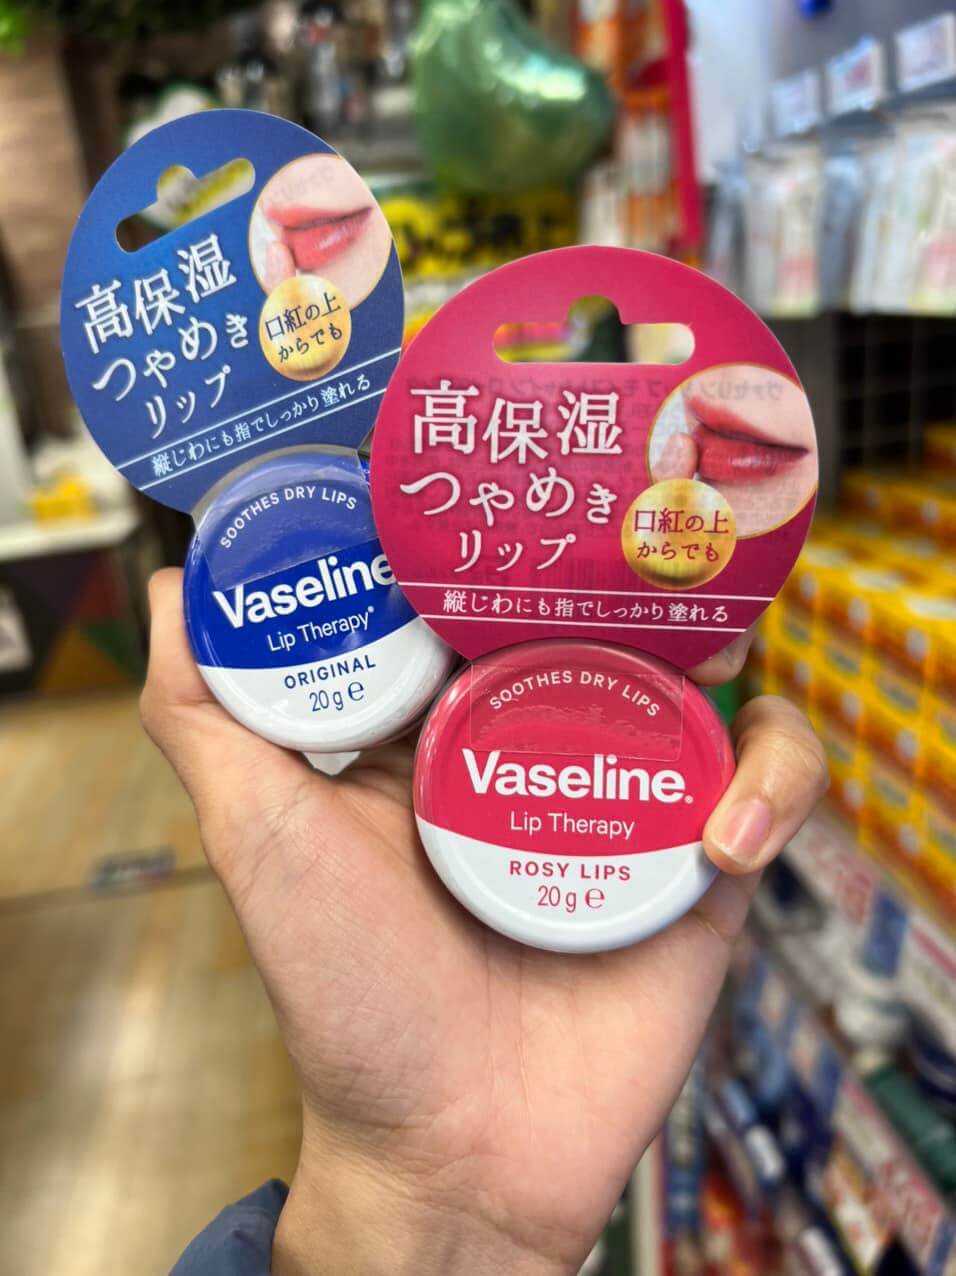 高保湿
つやめき
リップ
口紅の上
からでも
縦じわにも指でしっかり塗れる
SOOTHES DRY LIPS
Vaseline
Lip Therapy®
ORIGINAL
20 g ℮
高保湿
つやめき
リップ
口紅の上
からでも
縦じわにも指でしっかり塗れる
SOOTHES DRY LIPS
Vaseline®
Lip Therapy
ROSY LIPS
20 g ℮